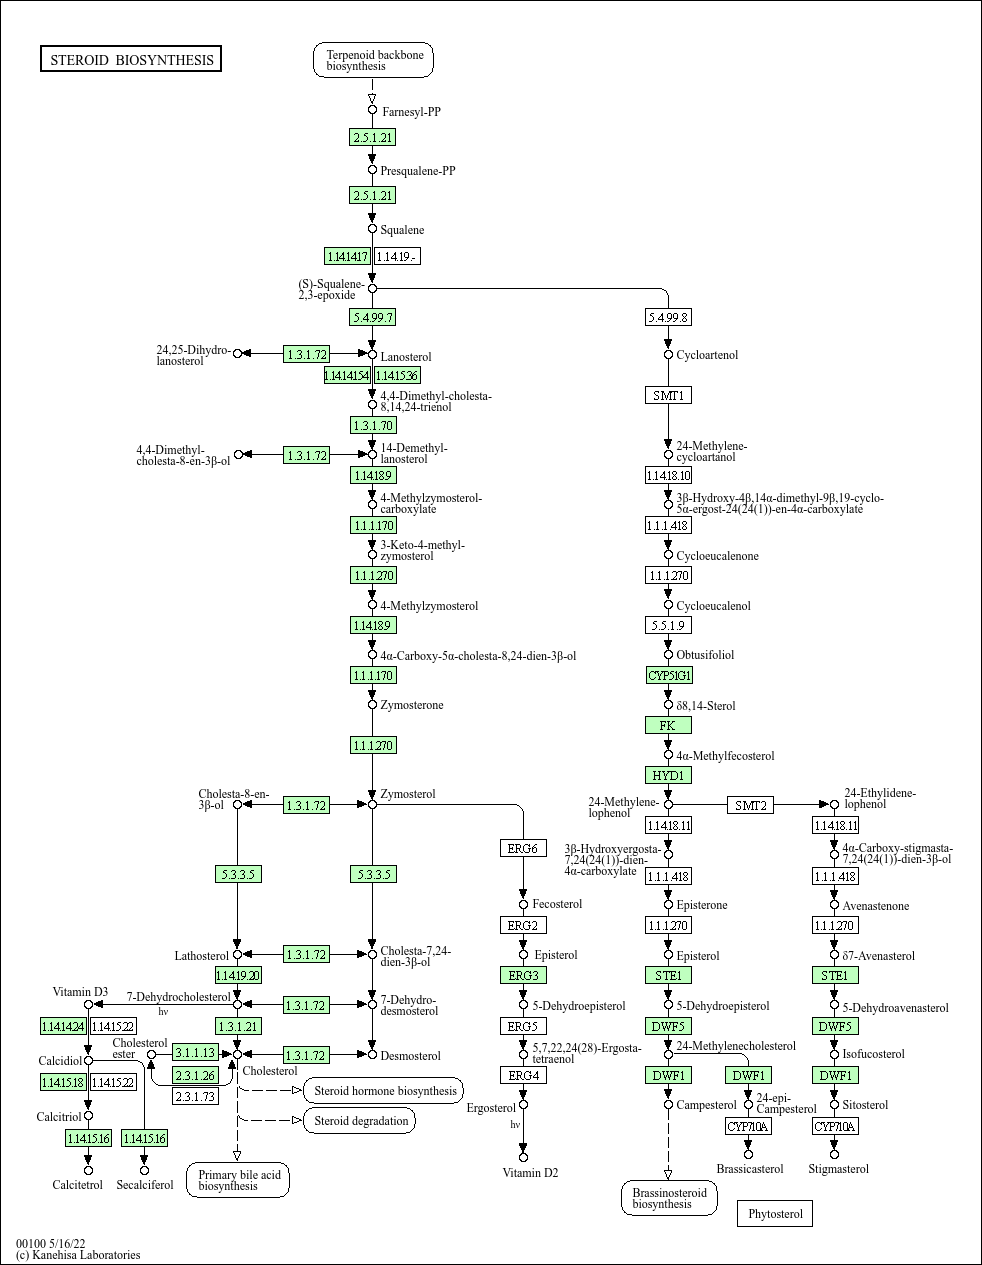 STEROID BIOSYNTHESIS
Terpenoid backbone
biosynthesis
Farnesyl-PP
2.5.1.21
Presqualene-PP
2.5.1.21
Squalene
1.14.14.17
1.14.19.-
(S)-Squalene-
2,3-epoxide
5.4.99.7
5.4.99.8
24,25-Dihydro-
lanosterol
1.3.1.72
Lanosterol
Cycloartenol
1.14.14.154
1.14.15.36
SMT1
4,4-Dimethyl-cholesta-
8,14,24-trienol
1.3.1.70
4,4-Dimethyl-
cholesta-8-en-3β-ol
1.3.1.72
14-Demethyl-
lanosterol
24-Methylene-
cycloartanol
1.14.18.9
1.14.18.10
4-Methylzymosterol-
carboxylate
3β-Hydroxy-4β,14α-dimethyl-9β,19-cyclo-
5α-ergost-24(24(1))-en-4α-carboxylate
1.1.1.170
1.1.1.418
3-Keto-4-methyl-
zymosterol
Cycloeucalenone
1.1.1.270
1.1.1.270
4-Methylzymosterol
Cycloeucalenol
1.14.18.9
5.5.1.9
4α-Carboxy-5α-cholesta-8,24-dien-3β-ol
Obtusifoliol
1.1.1.170
CYP51G1
Zymosterone
δ8,14-Sterol
FK
1.1.1.270
4α-Methylfecosterol
HYD1
Cholesta-8-en-
3β-ol
1.3.1.72
Zymosterol
24-Methylene-
lophenol
SMT2
24-Ethylidene-
lophenol
1.14.18.11
1.14.18.11
ERG6
3β-Hydroxyergosta-
7,24(24(1))-dien-
4α-carboxylate
4α-Carboxy-stigmasta-
7,24(24(1))-dien-3β-ol
5.3.3.5
5.3.3.5
1.1.1.418
1.1.1.418
Fecosterol
Episterone
Avenastenone
ERG2
1.1.1.270
1.1.1.270
Lathosterol
1.3.1.72
Cholesta-7,24-
dien-3β-ol
Episterol
Episterol
δ7-Avenasterol
1.14.19.20
ERG3
STE1
STE1
Vitamin D3
7-Dehydrocholesterol
hν
1.3.1.72
7-Dehydro-
desmosterol
5-Dehydroepisterol
5-Dehydroepisterol
5-Dehydroavenasterol
1.14.14.24
1.14.15.22
1.3.1.21
ERG5
DWF5
DWF5
Calcidiol
Cholesterol
ester
3.1.1.13
Cholesterol
1.3.1.72
Desmosterol
5,7,22,24(28)-Ergosta-
tetraenol
24-Methylenecholesterol
Isofucosterol
1.14.15.18
1.14.15.22
2.3.1.26
2.3.1.73
ERG4
DWF1
DWF1
DWF1
Steroid hormone biosynthesis
Calcitriol
Ergosterol
hν
Campesterol
24-epi-
Campesterol
Sitosterol
Steroid degradation
1.14.15.16
1.14.15.16
CYP710A
CYP710A
Calcitetrol
Secalciferol
Primary bile acid
biosynthesis
Vitamin D2
Brassicasterol
Stigmasterol
Brassinosteroid
biosynthesis
Phytosterol
00100 5/16/22
(c) Kanehisa Laboratories